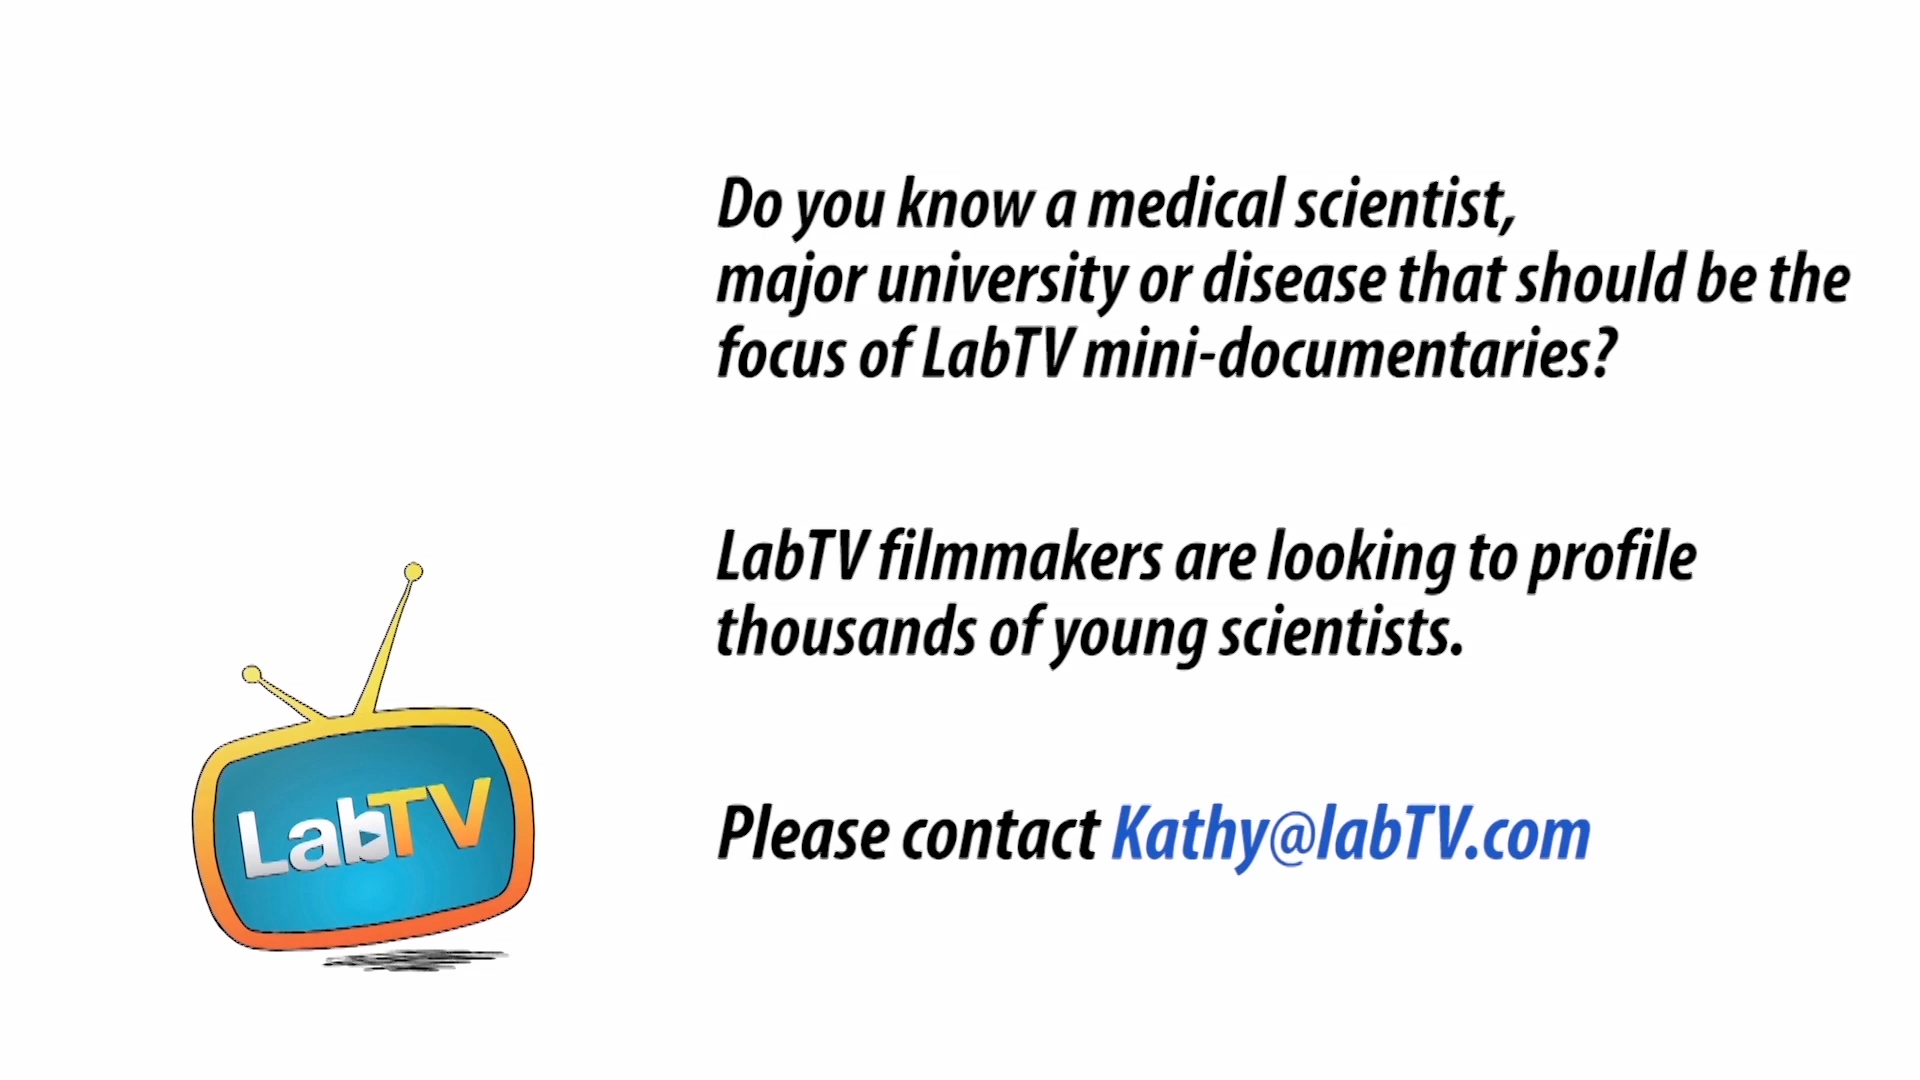 Do you know a medical scientist,
major university or disease that should be the
focus of LabTV mini-documentaries?
LabTV filmmakers are looking to profile
thousands of young scientists.
Please contact Kathy@labTV.com
LabTV